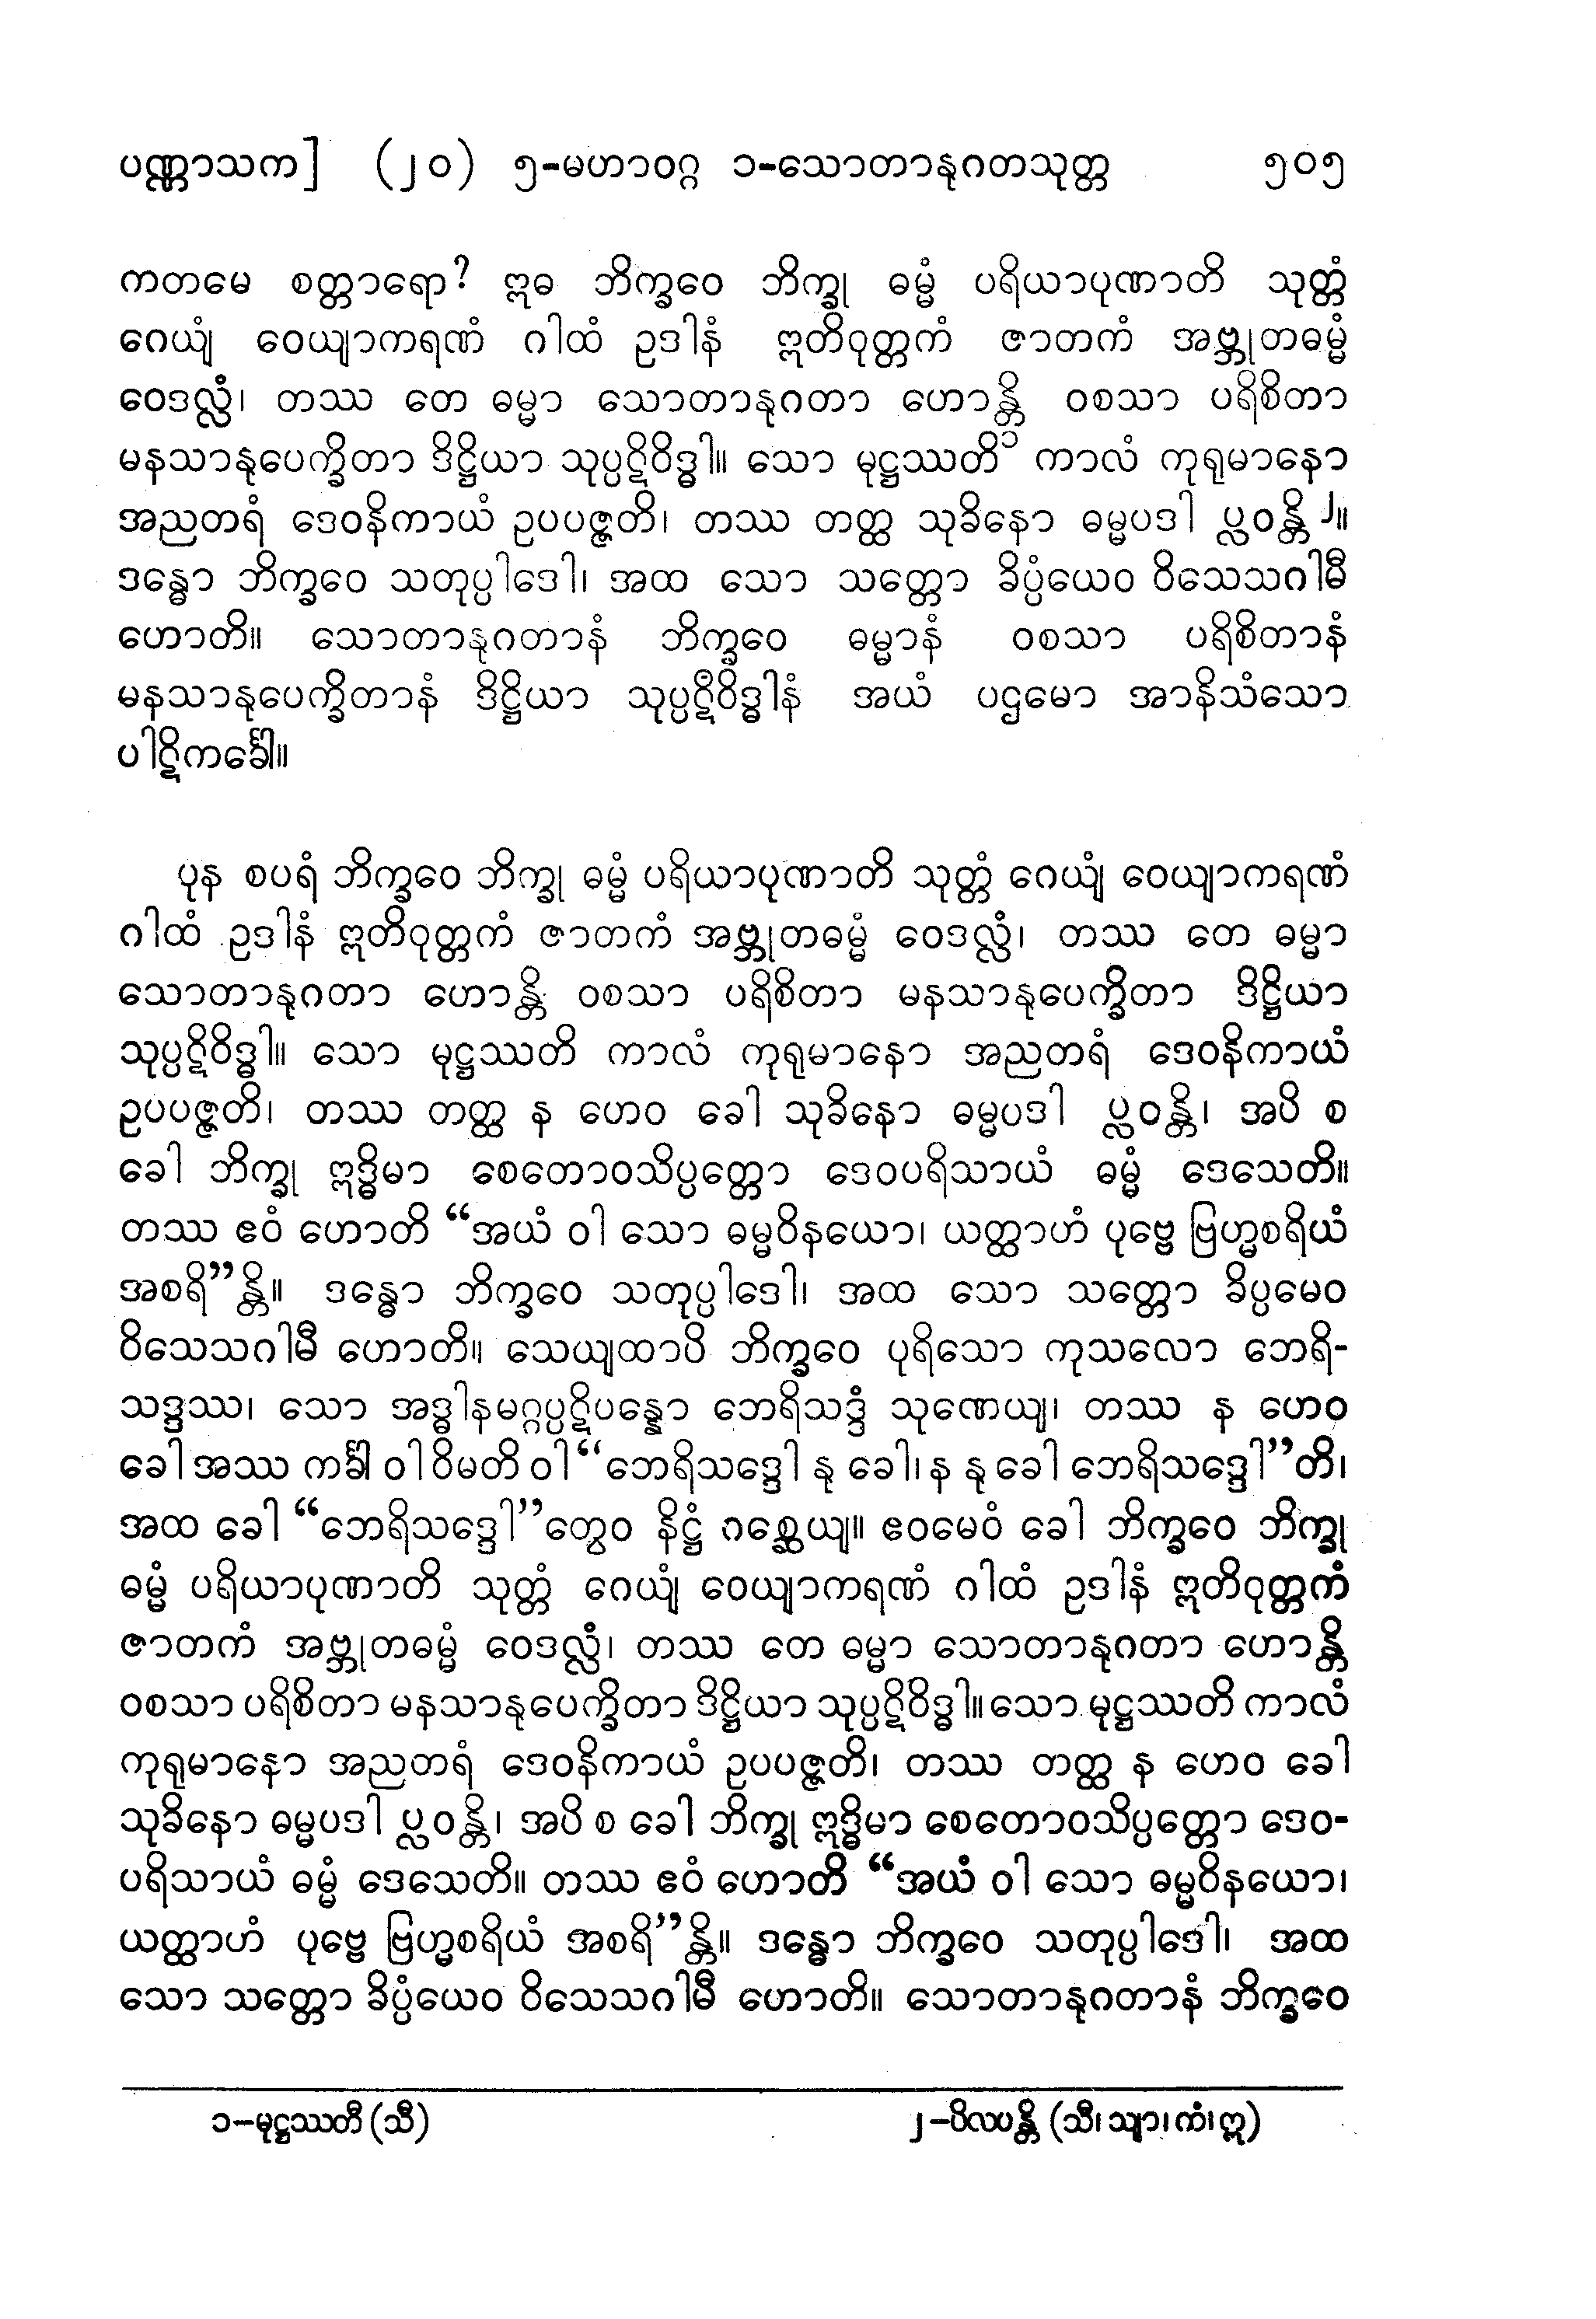 ပဏ္ဏာသက] (၂၀) ၅-မဟာဝဂ္ဂ ၁-သောတာနုဂတသုတ္တ ၅၀၅
ကတမေ စတ္တာရော? ဣဓ ဘိက္ခဝေ ဘိက္ခု ဓမ္မံ ပရိယာပုဏာတိ သုတ္တံ
ဂေယျံ ဝေယျာကရဏံ ဂါထံ ဥဒါနံ ဣတိဝုတ္တကံ ဇာတကံ အဗ္ဘုတဓမ္မံ
ဝေဒလ္လံ၊ တဿ တေ ဓမ္မာ သောတာနုဂတာ ဟောန္တိ ဝစသာ ပရိစိတာ
မနသာနုပေက္ခိတာ ဒိဋ္ဌိယာ သုပ္ပဋိဝိဒ္ဓါ။ သော မုဋ္ဌဿတိ ၁ ကာလံ ကုရုမာနော
အညတရံ ဒေဝနိကာယံ ဥပပဇ္ဇတိ၊ တဿ တတ္ထ သုခိနော ဓမ္မပဒါ ပ္လဝန္တိ ၂။
ဒန္ဓော ဘိက္ခဝေ သတုပ္ပါဒေါ၊ အထ သော သတ္တော ခိပ္ပံယေဝ ဝိသေသဂါမီ
ဟောတိ။ သောတာနုဂတာနံ ဘိက္ခဝေ ဓမ္မာနံ ဝစသာ ပရိစိတာနံ
မနသာနုပေက္ခိတာနံ ဒိဋ္ဌိယာ သုပ္ပဋိဝိဒ္ဓါနံ အယံ ပဌမော အာနိသံသော
ပါဋိကင်္ခေါ။
ပုန စပရံ ဘိက္ခဝေ ဘိက္ခု ဓမ္မံ ပရိယာပုဏာတိ သုတ္တံ ဂေယျံ ဝေယျာကရဏံ
ဂါထံ ဥဒါနံ ဣတိဝုတ္တကံ ဇာတကံ အဗ္ဘုတဓမ္မံ ဝေဒလ္လံ၊ တဿ တေ ဓမ္မာ
သောတာနုဂတာ ဟောန္တိ ဝစသာ ပရိစိတာ မနသာနုပေက္ခိတာ ဒိဋ္ဌိယာ
သုပ္ပဋိဝိဒ္ဓါ။ သော မုဋ္ဌဿတိ ကာလံ ကုရုမာနော အညတရံ ဒေဝနိကာယံ
ဥပပဇ္ဇတိ၊ တဿ တတ္ထ န ဟေဝ ခေါ သုခိနော ဓမ္မပဒါ ပ္လဝန္တိ၊ အပိ စ
ခေါ ဘိက္ခု ဣဒ္ဓိမာ စေတောဝသိပ္ပတ္တော ဒေဝပရိသာယံ ဓမ္မံ ဒေသေတိ။
တဿ ဧဝံ ဟောတိ “အယံ ဝါ သော ဓမ္မဝိနယော၊ ယတ္ထာဟံ ပုဗ္ဗေ ဗြဟ္မစရိယံ
အစရိ”န္တိ။ ဒန္ဓော ဘိက္ခဝေ သတုပ္ပါဒေါ၊ အထ သော သတ္တော ခိပ္ပမေဝ
ဝိသေသဂါမီ ဟောတိ။ သေယျထာပိ ဘိက္ခဝေ ပုရိသော ကုသလော ဘေရိ-
သဒ္ဒဿ၊ သော အဒ္ဓါနမဂ္ဂပ္ပဋိပန္နော ဘေရိသဒ္ဒံ သုဏေယျ၊ တဿ န ဟေဝ
ခေါ အဿ ကင်္ခါ ဝါ ဝိမတိ ဝါ “ဘေရိသဒ္ဒေါ နု ခေါ၊ န နု ခေါ ဘေရိသဒ္ဒေါ”တိ၊
အထ ခေါ “ဘေရိသဒ္ဒေါ”တွေဝ နိဋ္ဌံ ဂစ္ဆေယျ။ ဧဝမေဝံ ခေါ ဘိက္ခဝေ ဘိက္ခု
ဓမ္မံ ပရိယာပုဏာတိ သုတ္တံ ဂေယျံ ဝေယျာကရဏံ ဂါထံ ဥဒါနံ ဣတိဝုတ္တကံ
ဇာတကံ အဗ္ဘုတဓမ္မံ ဝေဒလ္လံ၊ တဿ တေ ဓမ္မာ သောတာနုဂတာ ဟောန္တိ
ဝစသာ ပရိစိတာ မနသာနုပေက္ခိတာ ဒိဋ္ဌိယာ သုပ္ပဋိဝိဒ္ဓါ။ သော မုဋ္ဌဿတိ ကာလံ
ကုရုမာနော အညတရံ ဒေဝနိကာယံ ဥပပဇ္ဇတိ၊ တဿ တတ္ထ န ဟေဝ ခေါ
သုခိနော ဓမ္မပဒါ ပ္လဝန္တိ၊ အပိ စ ခေါ ဘိက္ခု ဣဒ္ဓိမာ စေတောဝသိပ္ပတ္တော ဒေဝ-
ပရိသာယံ ဓမ္မံ ဒေသေတိ။ တဿ ဧဝံ ဟောတိ “အယံ ဝါ သော ဓမ္မဝိနယော၊
ယတ္ထာဟံ ပုဗ္ဗေ ဗြဟ္မစရိယံ အစရိ”န္တိ။ ဒန္ဓော ဘိက္ခဝေ သတုပ္ပါဒေါ၊ အထ
သော သတ္တော ခိပ္ပံယေဝ ဝိသေသဂါမီ ဟောတိ။ သောတာနုဂတာနံ ဘိက္ခဝေ
၁-မုဋ္ဌဿတီ (သီ) ၂-ပိလပန္တိ (သီ၊ သျာ၊ ကံ၊ ဣ)